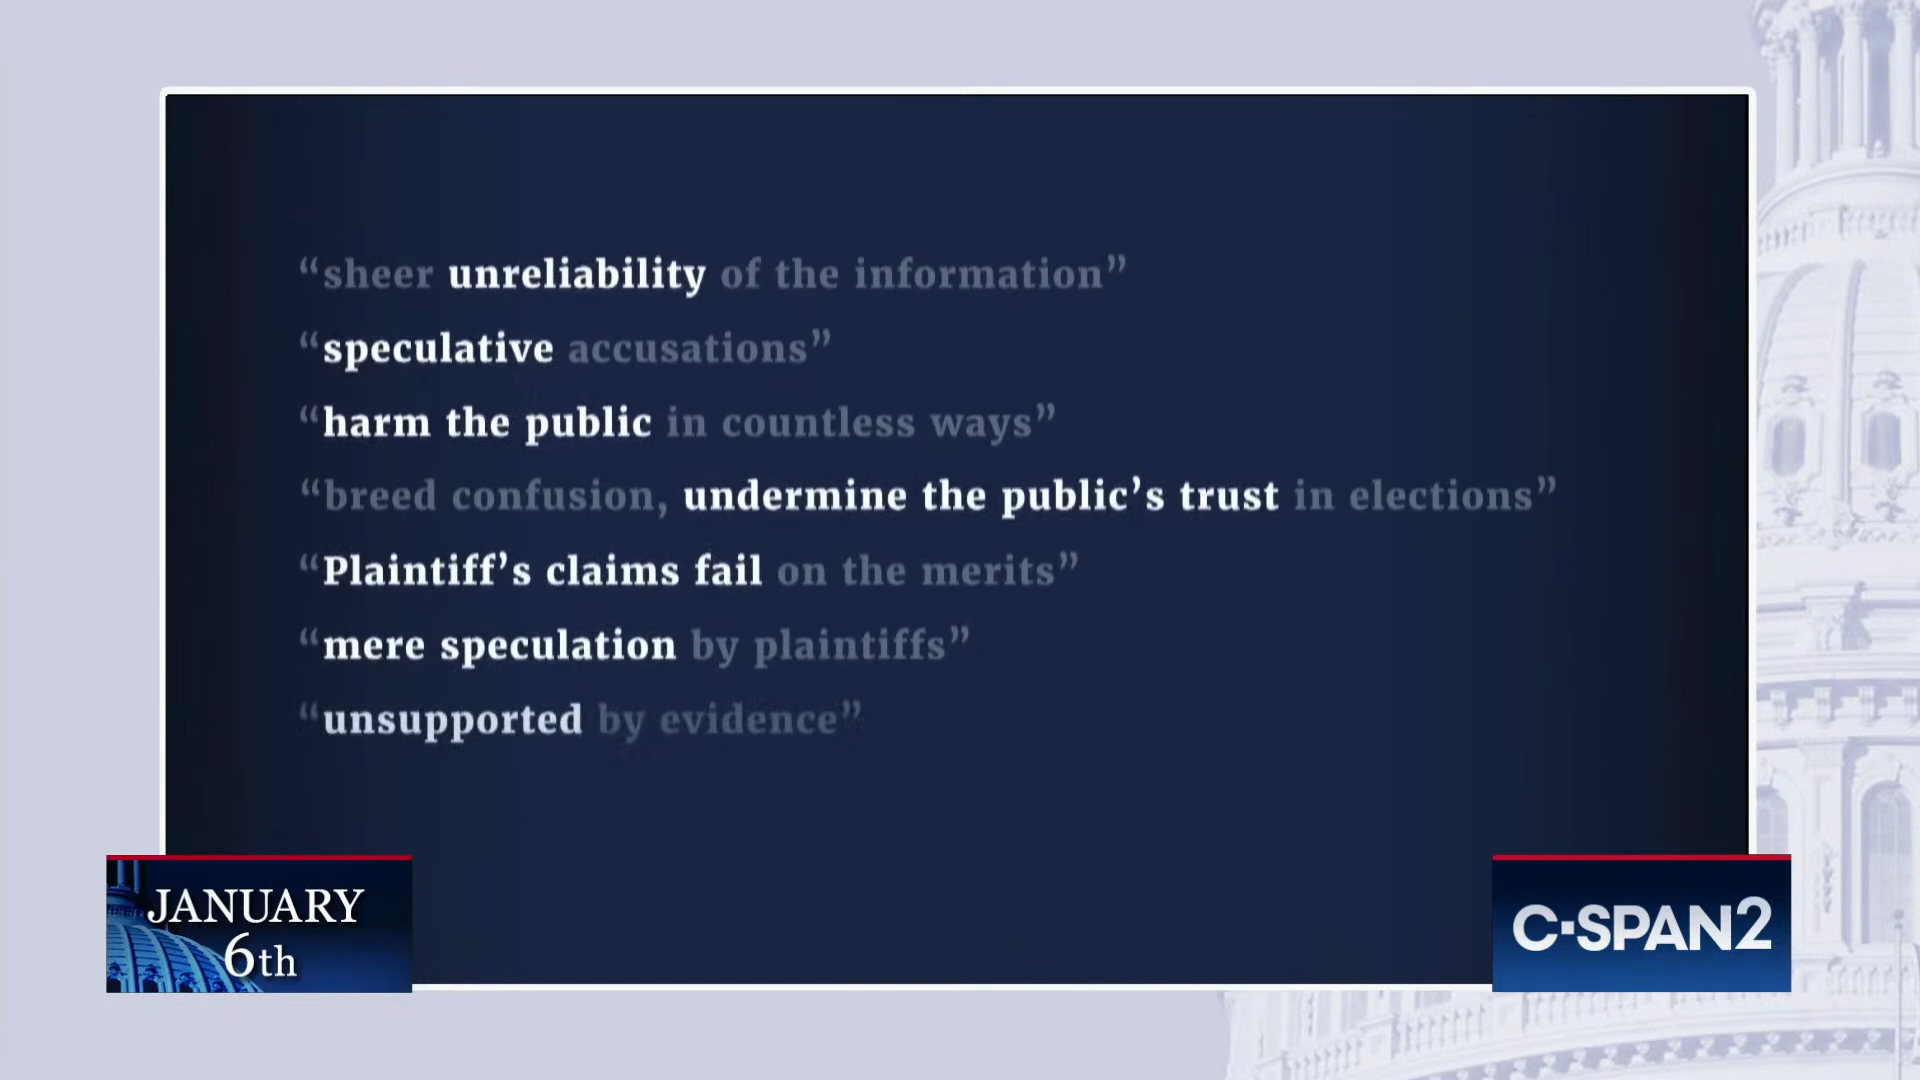 “sheer unreliability of the information”
“speculative accusations”
“harm the public in countless ways”
“breed confusion, undermine the public’s trust in elections”
“Plaintiff’s claims fail on the merits”
“mere speculation by plaintiffs”
“unsupported by evidence”
JANUARY
6th
C-SPAN2